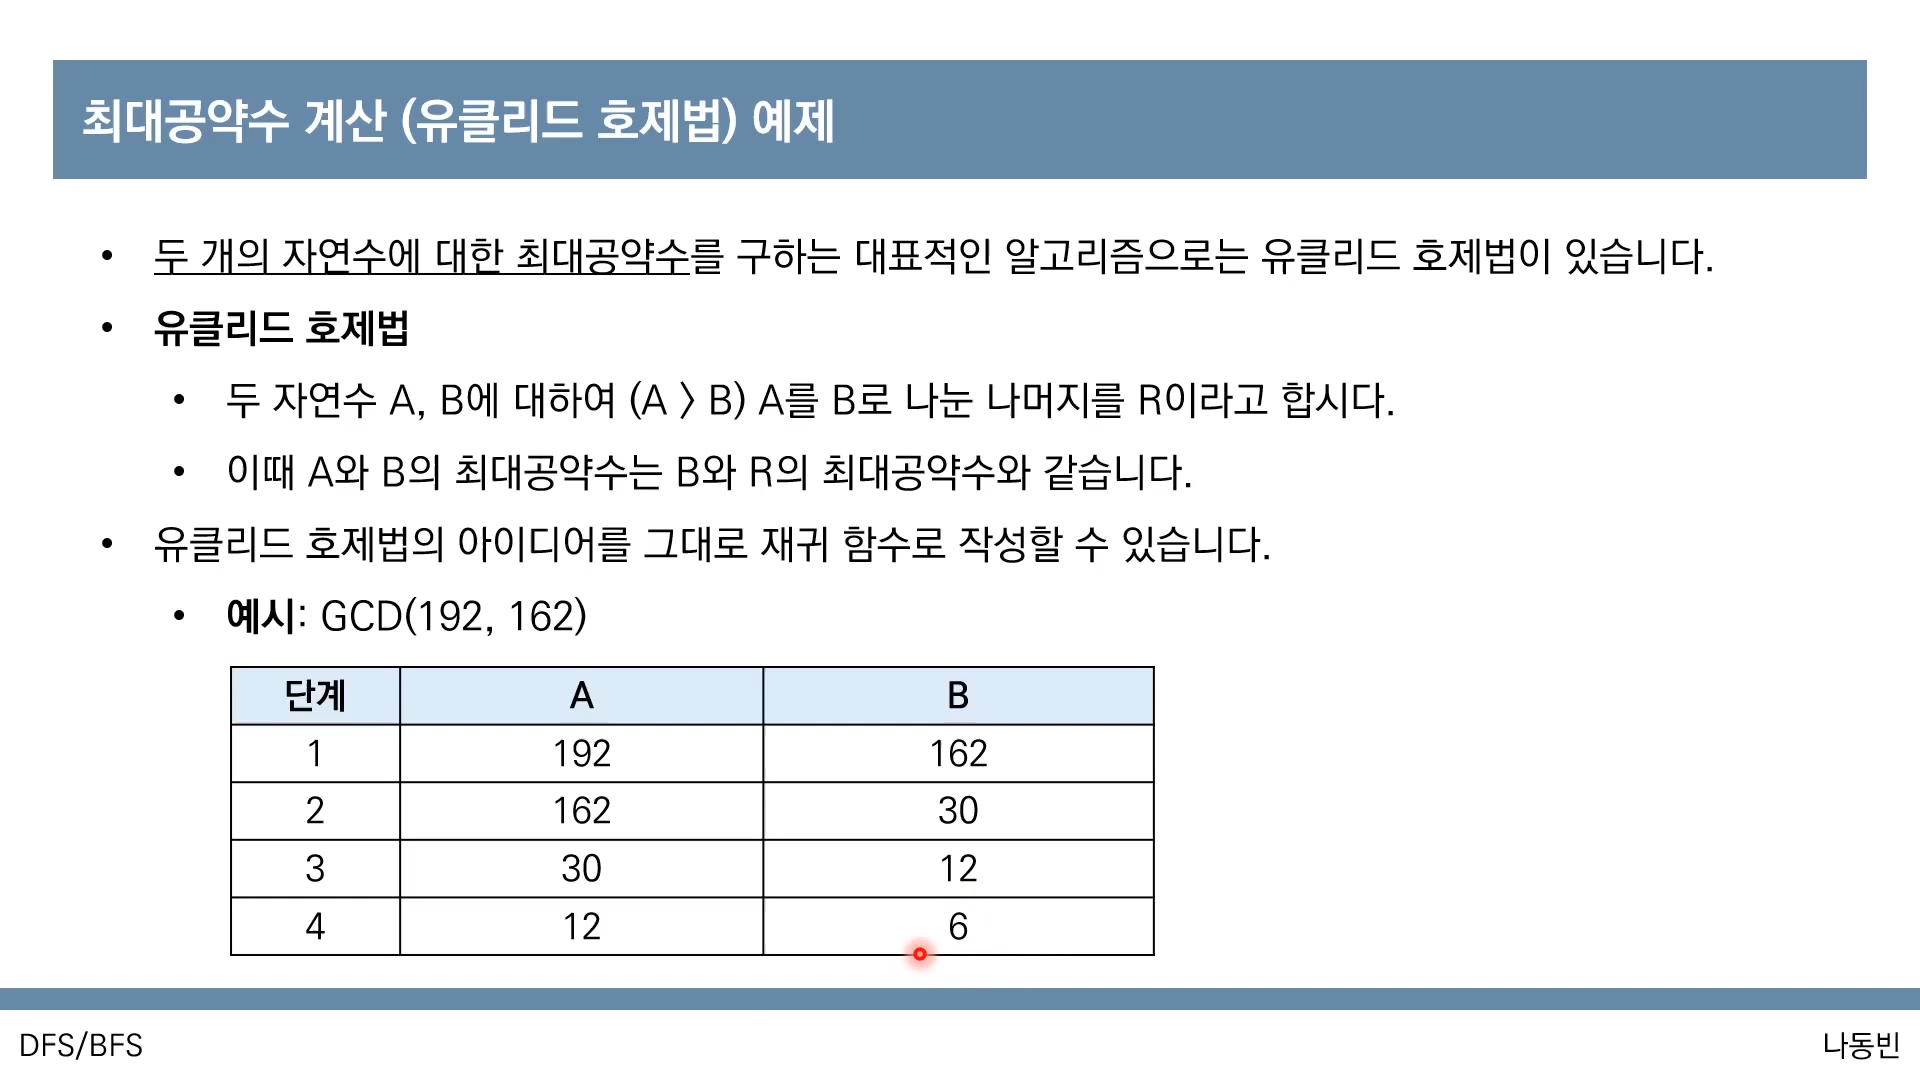 최대공약수 계산 (유클리드 호제법) 예제
• 두 개의 자연수에 대한 최대공약수를 구하는 대표적인 알고리즘으로는 유클리드 호제법이 있습니다.
• 유클리드 호제법
• 두 자연수 A, B에 대하여 (A > B) A를 B로 나눈 나머지를 R이라고 합시다.
• 이때 A와 B의 최대공약수는 B와 R의 최대공약수와 같습니다.
• 유클리드 호제법의 아이디어를 그대로 재귀 함수로 작성할 수 있습니다.
• 예시: GCD(192, 162)
단계 A B
1 192 162
2 162 30
3 30 12
4 12 6
DFS/BFS
나동빈